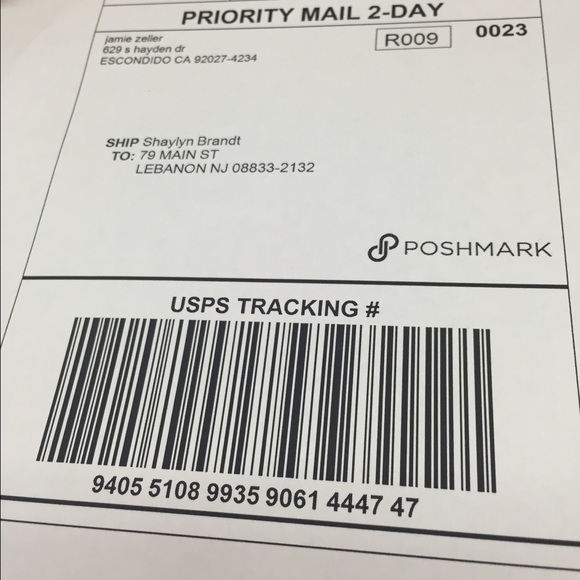 PRIORITY MAIL 2-DAY
jamie zeller
629 s hayden dr
ESCONDIDO CA 92027-4234
R009
0023
SHIP Shaylyn Brandt
TO: 79 MAIN ST
LEBANON NJ 08833-2132
POSHMARK
USPS TRACKING #
9405 5108 9935 9061 4447 47